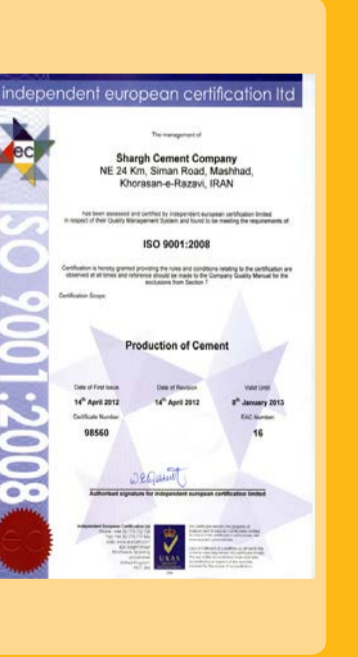 independent european certification ltd
ec
ISO 9001:2008
The management of
Shargh Cement Company
NE 24 Km, Siman Road, Mashhad,
Khorasan-e-Razavi, IRAN
has been assessed and certified by independent european certification limited
in respect of their Quality Management System and found to be meeting the requirements of
ISO 9001:2008
Certification is hereby granted providing the rules and conditions relating to the certification are
observed at all times and reference should be made to the Company Quality Manual for the
exclusions from Section 7
Certification Scope
Production of Cement
Date of First Issue Date of Revision Valid Until
14th April 2012 14th April 2012 8th January 2013
Certificate Number EAC Number
98560 16
Authorised signature for independent european certification limited
Independent European Certification Ltd
UKAS